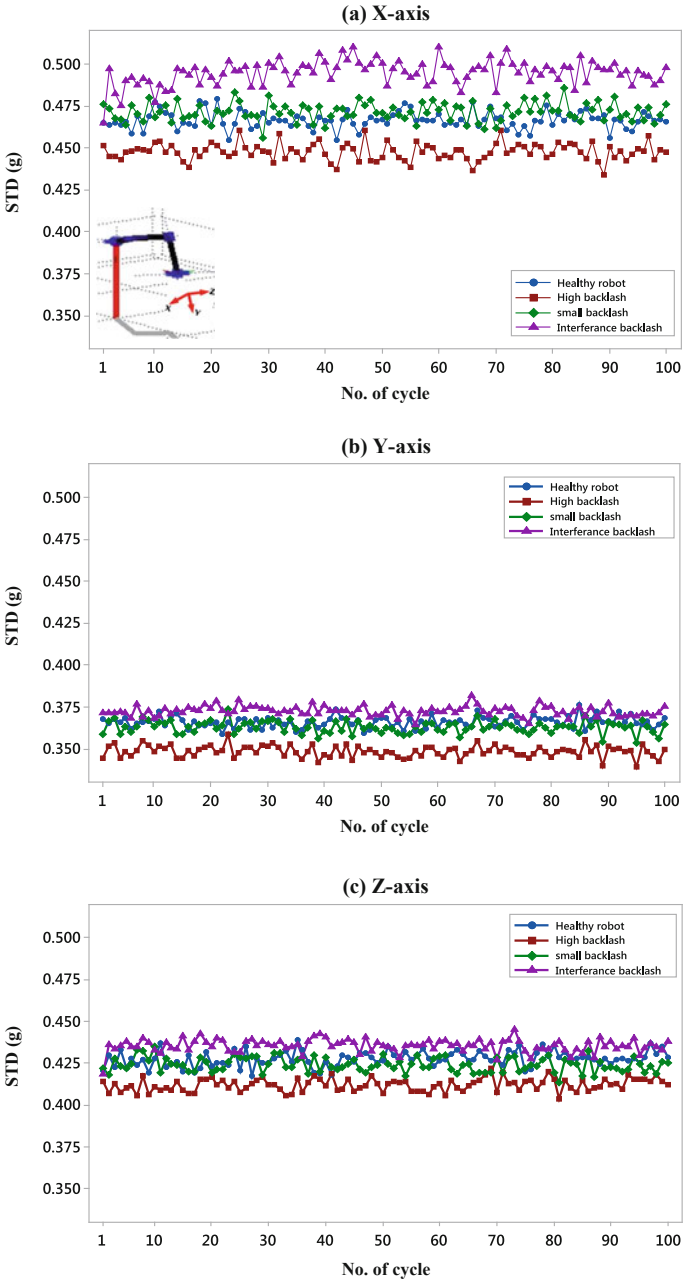 (a) X-axis
STD (g)
0.500
0.475
0.450
0.425
0.400
0.375
0.350
X
Y
Z
Healthy robot
High backlash
small backlash
Interferance backlash
1 10 20 30 40 50 60 70 80 90 100
No. of cycle
(b) Y-axis
STD (g)
0.500
0.475
0.450
0.425
0.400
0.375
0.350
Healthy robot
High backlash
small backlash
Interferance backlash
1 10 20 30 40 50 60 70 80 90 100
No. of cycle
(c) Z-axis
STD (g)
0.500
0.475
0.450
0.425
0.400
0.375
0.350
Healthy robot
High backlash
small backlash
Interferance backlash
1 10 20 30 40 50 60 70 80 90 100
No. of cycle